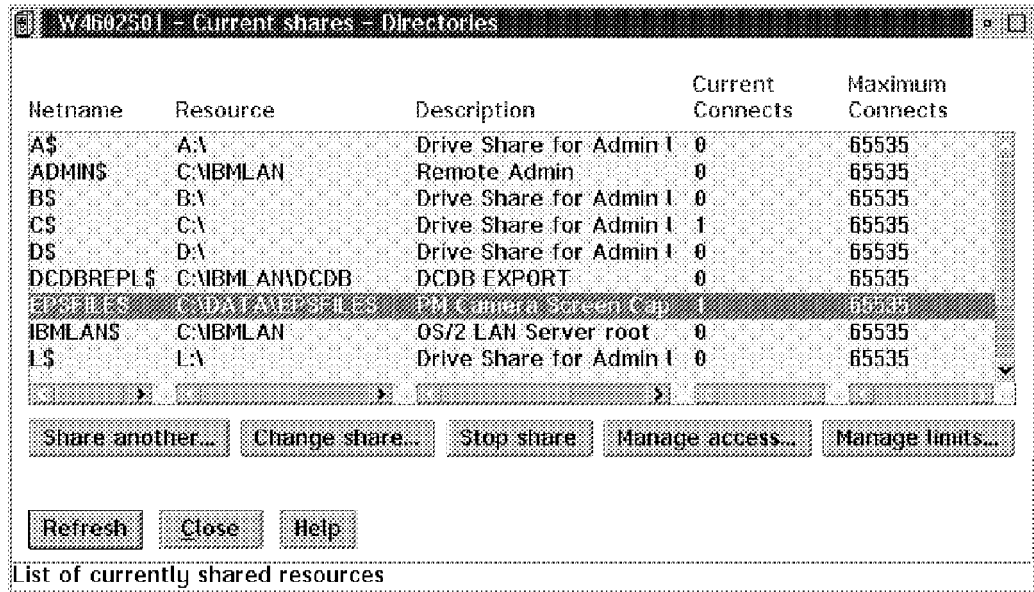 W4602S01 - Current shares - Directories
Current Maximum
Netname Resource Description Connects Connects
A$ A:\ Drive Share for Admin U 0 65535
ADMIN$ C:\IBMLAN Remote Admin 0 65535
B$ B:\ Drive Share for Admin U 0 65535
C$ C:\ Drive Share for Admin U 1 65535
D$ D:\ Drive Share for Admin U 0 65535
DCDBREPL$ C:\IBMLAN\DCDB DCDB EXPORT 0 65535
EPSFILES C:\DATA\EPSFILES PM Camera Screen Cap 1 65535
IBMLAN$ C:\IBMLAN OS/2 LAN Server root 0 65535
L$ L:\ Drive Share for Admin U 0 65535
Share another... Change share... Stop share Manage access... Manage limits...
Refresh Close Help
List of currently shared resources